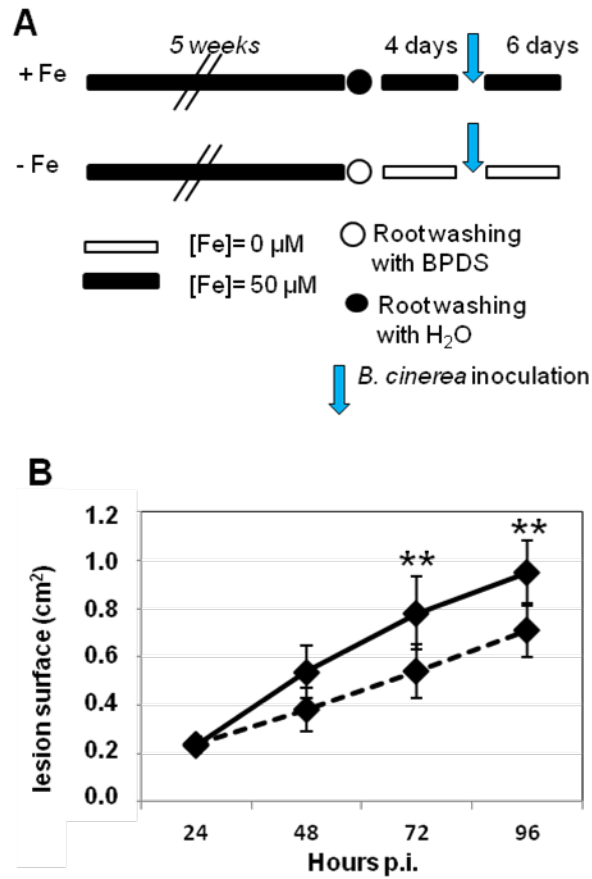 A
5 weeks 4 days 6 days
+ Fe
- Fe
[Fe]= 0 µM
[Fe]= 50 µM
Root washing
with BPDS
Root washing
with H₂O
B. cinerea inoculation
B
lesion surface (cm²)
1.2
1.0
0.8
0.6
0.4
0.2
0.0
**
**
24 48 72 96
Hours p.i.